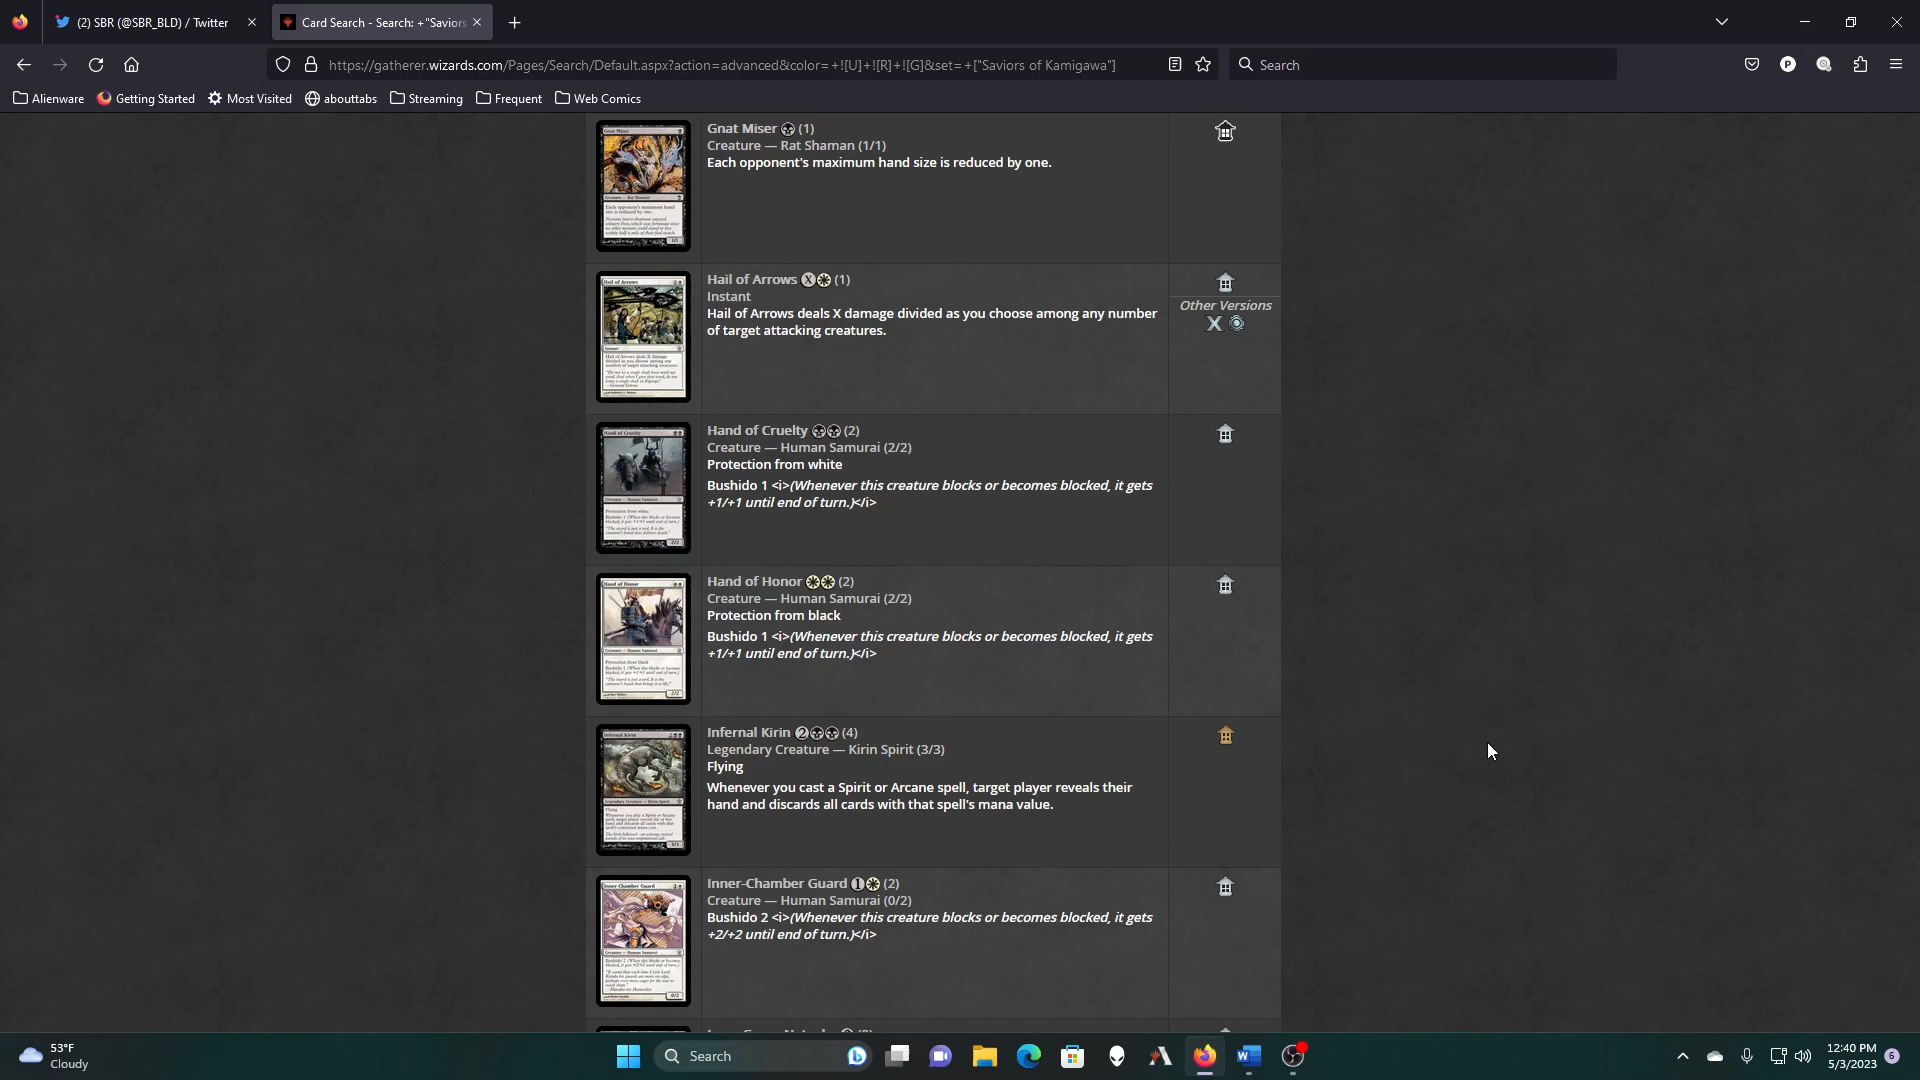 (2) SBR (@SBR_BLD) / Twitter
Card Search - Search: +"Saviors
https://gatherer.wizards.com/Pages/Search/Default.aspx?action=advanced&color=+![U]+![R]+![G]&set=+["Saviors of Kamigawa"]
Search
Alienware
Getting Started
Most Visited
abouttabs
Streaming
Frequent
Web Comics
Gnat Miser (1)
Creature — Rat Shaman (1/1)
Each opponent's maximum hand size is reduced by one.
Hail of Arrows X (1)
Instant
Hail of Arrows deals X damage divided as you choose among any number
of target attacking creatures.
Other Versions
X
Hand of Cruelty (2)
Creature — Human Samurai (2/2)
Protection from white
Bushido 1 <i>(Whenever this creature blocks or becomes blocked, it gets
+1/+1 until end of turn.)</i>
Hand of Honor (2)
Creature — Human Samurai (2/2)
Protection from black
Bushido 1 <i>(Whenever this creature blocks or becomes blocked, it gets
+1/+1 until end of turn.)</i>
Infernal Kirin 2 (4)
Legendary Creature — Kirin Spirit (3/3)
Flying
Whenever you cast a Spirit or Arcane spell, target player reveals their
hand and discards all cards with that spell's mana value.
Inner-Chamber Guard 1 (2)
Creature — Human Samurai (0/2)
Bushido 2 <i>(Whenever this creature blocks or becomes blocked, it gets
+2/+2 until end of turn.)</i>
53°F
Cloudy
Search
12:40 PM
5/3/2023
6